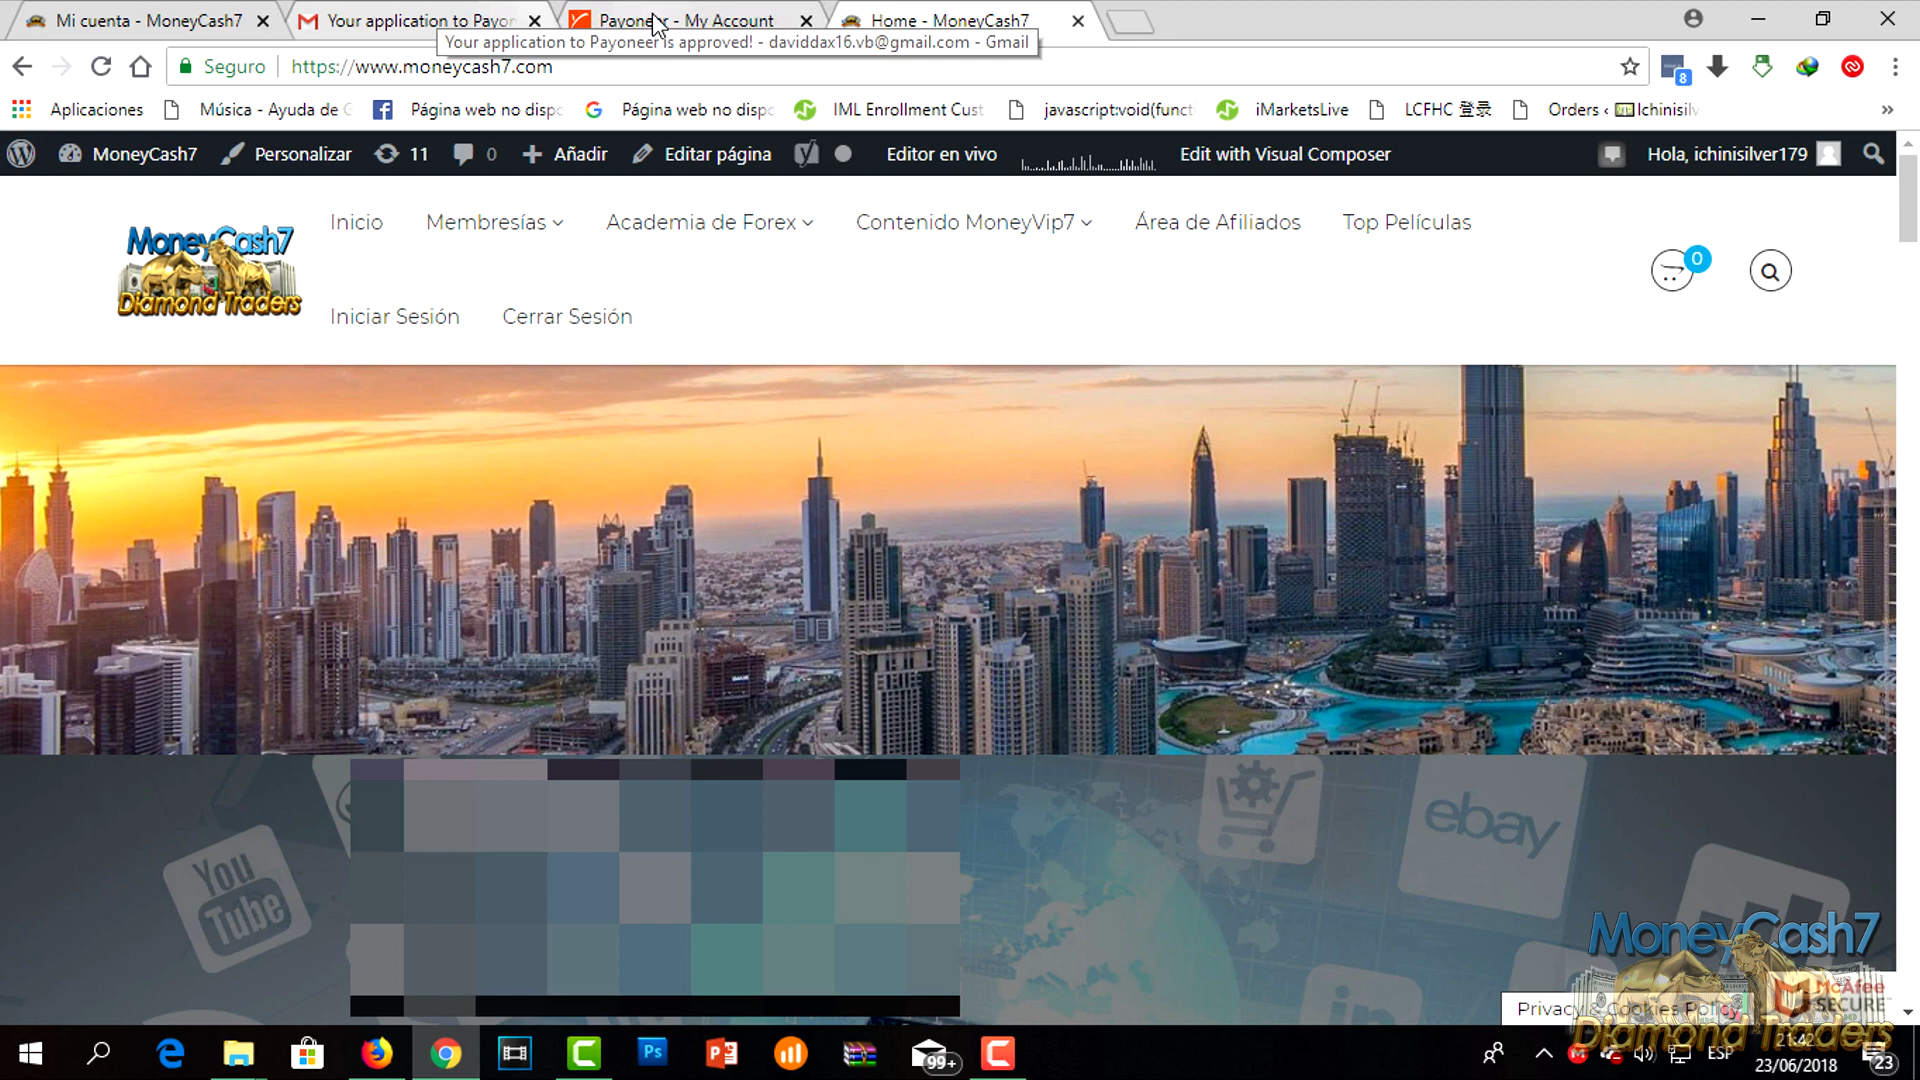 Mi cuenta - MoneyCash7
Your application to Payon
Payoneer - My Account
Home - MoneyCash7
Your application to Payoneer is approved! - daviddax16.vb@gmail.com - Gmail
Seguro
https://www.moneycash7.com
8
Aplicaciones
Música - Ayuda de G
Página web no dispo
Página web no dispo
IML Enrollment Cust
javascript:void(funct
iMarketsLive
LCFHC 登录
Orders ‹
Ichinisilv
MoneyCash7
Personalizar
11
0
Añadir
Editar página
Editor en vivo
Edit with Visual Composer
Hola, ichinisilver179
MoneyCash7
Diamond Traders
Inicio
Membresías
Academia de Forex
Contenido MoneyVip7
Área de Afiliados
Top Películas
0
Iniciar Sesión
Cerrar Sesión
You
Tube
ebay
in
MoneyCash7
McAfee
SECURE
Privacy & Cookies Policy
Diamond Traders
Ps
99+
ESP
21:42
23/06/2018
23